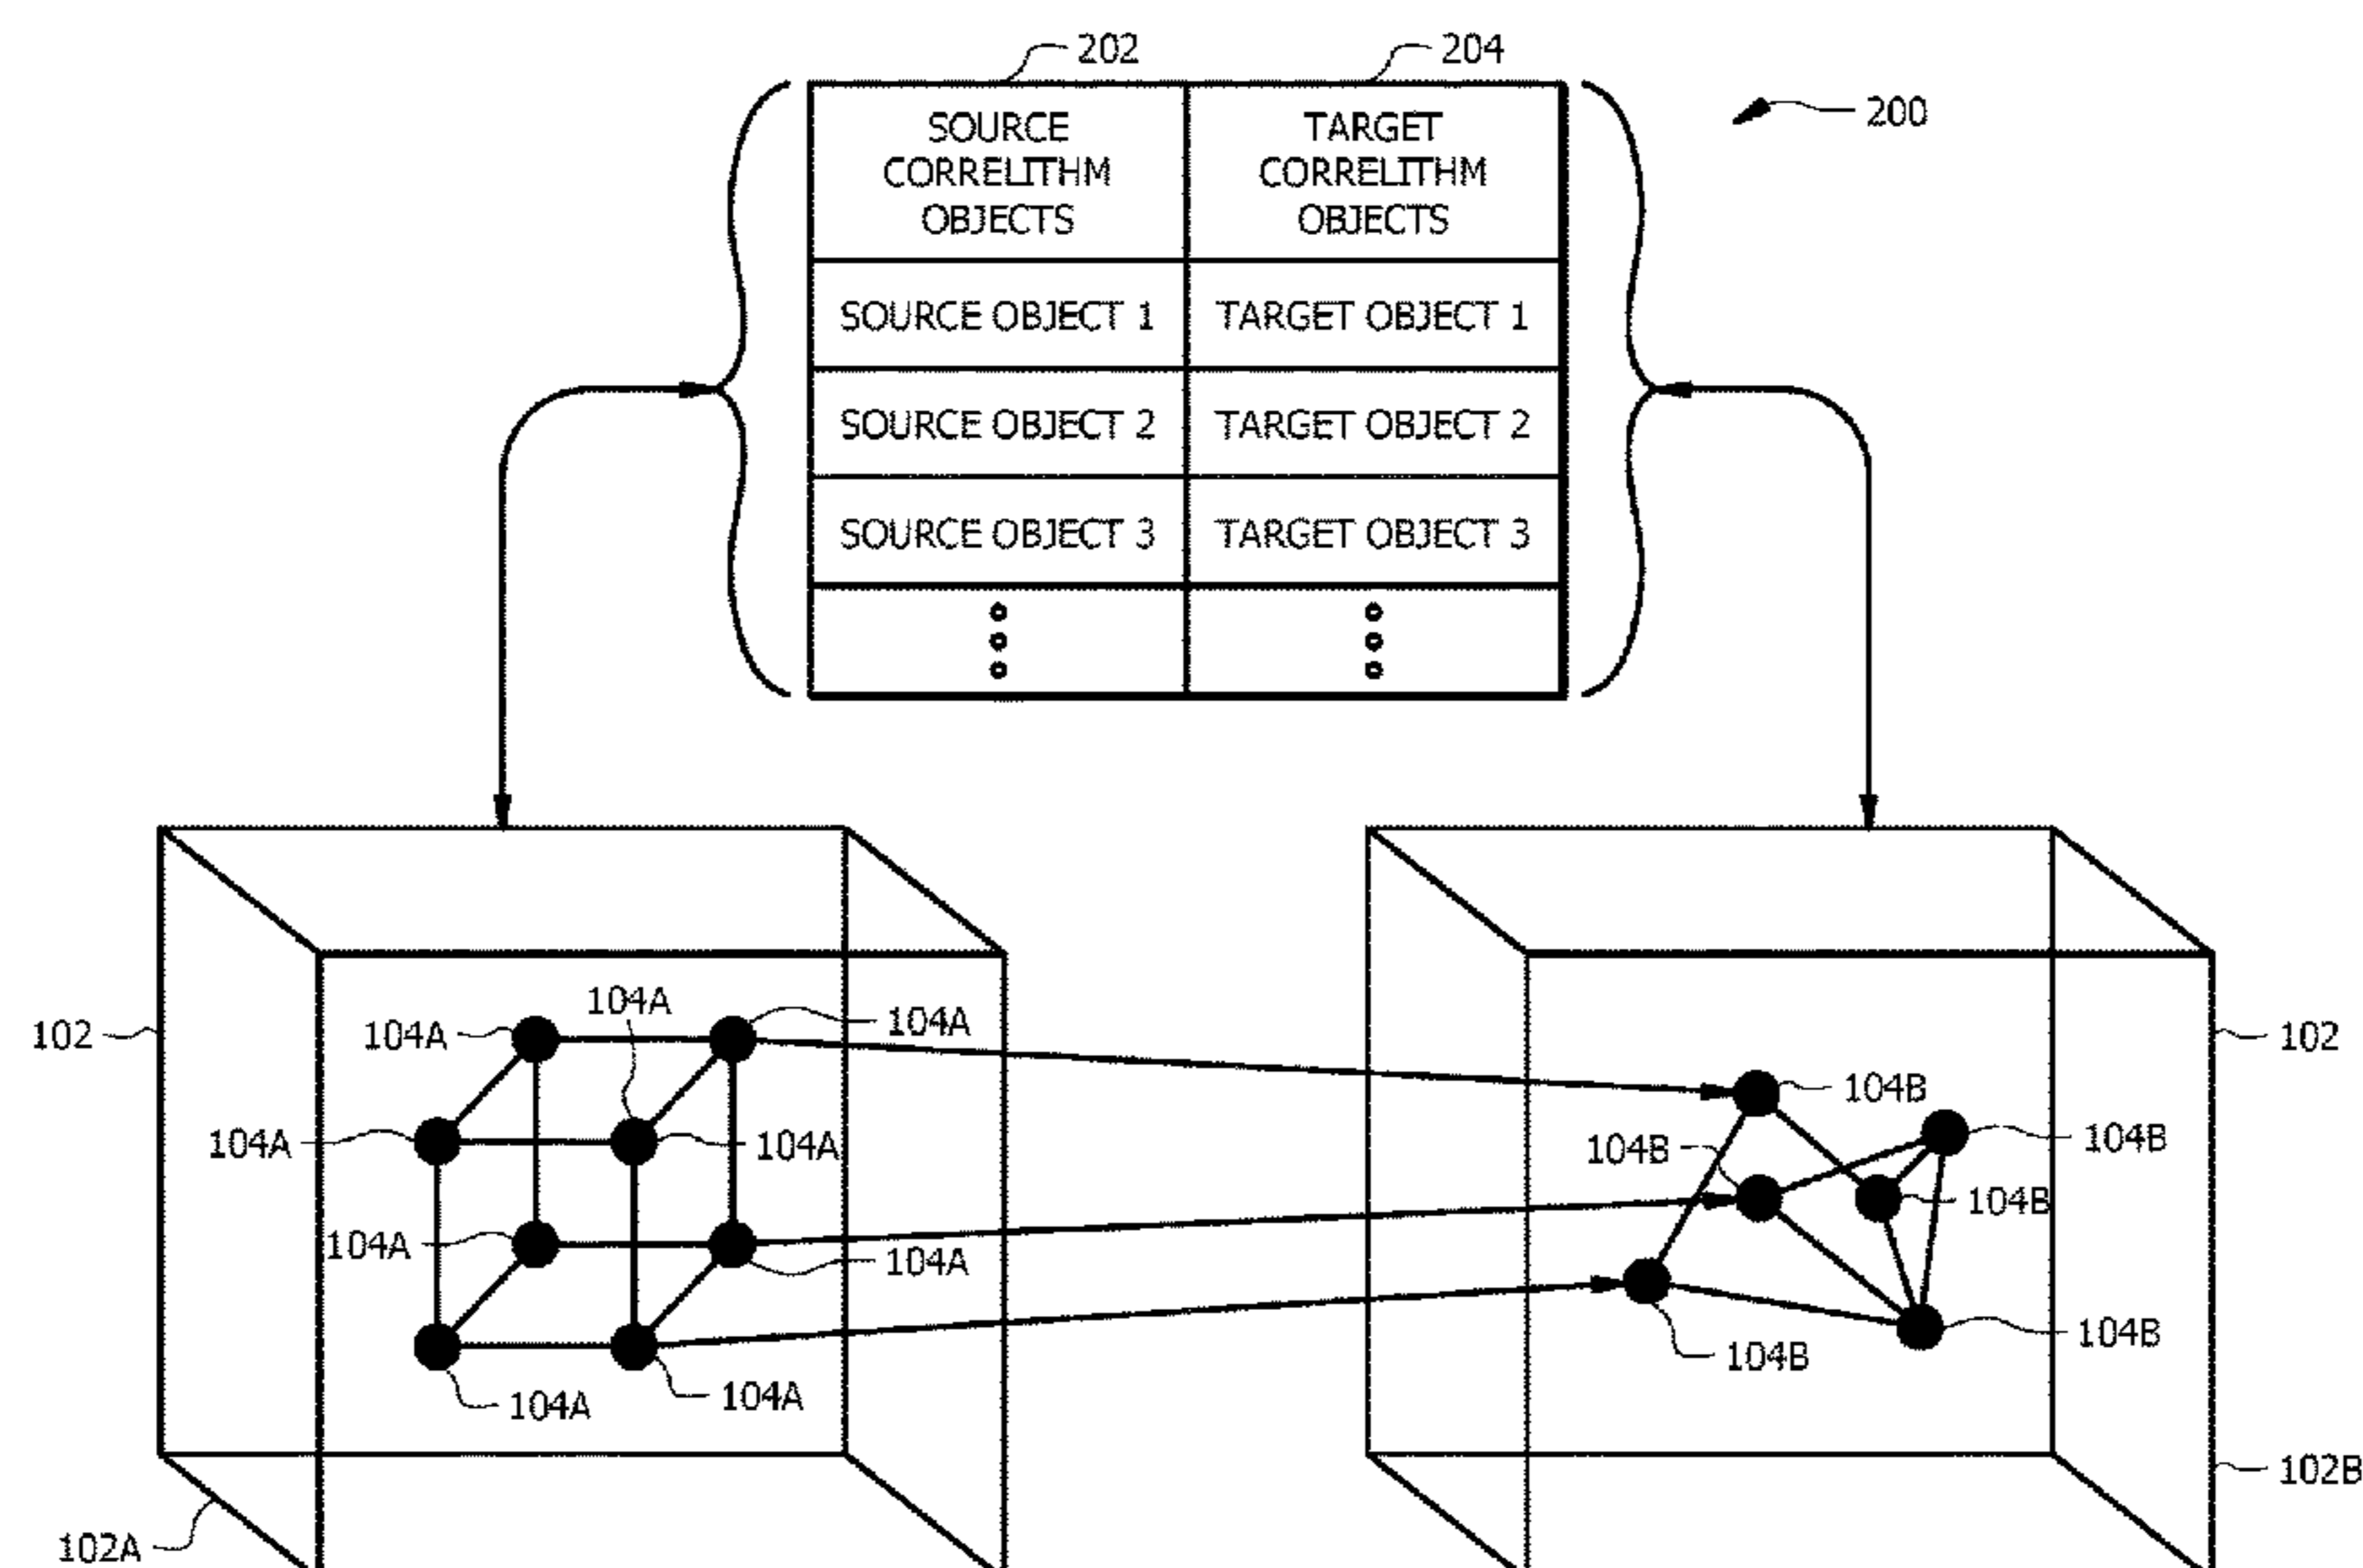 202
204
200
SOURCE
CORRELITHM
OBJECTS
TARGET
CORRELITHM
OBJECTS
SOURCE OBJECT 1
TARGET OBJECT 1
SOURCE OBJECT 2
TARGET OBJECT 2
SOURCE OBJECT 3
TARGET OBJECT 3
102
104A
104A
104A
104A
104A
104A
104A
104A
104A
102
104B
104B
104B
104B
104B
104B
102A
102B